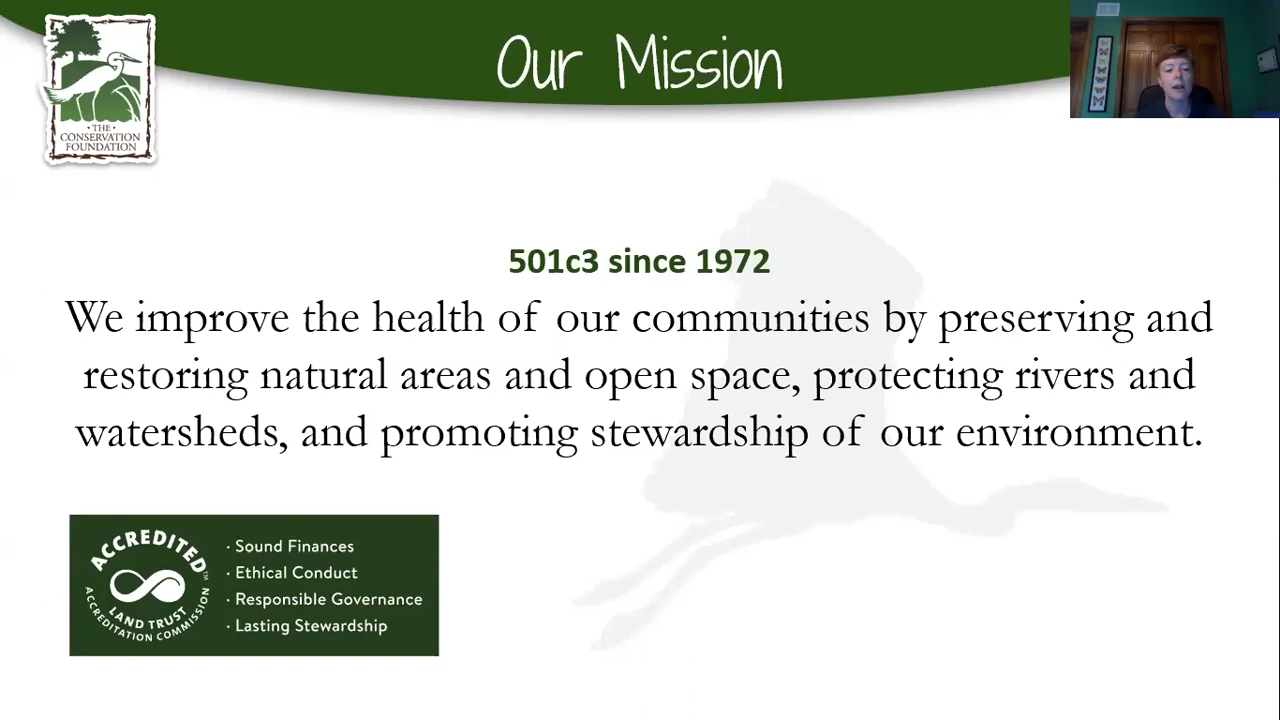 Our Mission
• THE •
CONSERVATION
FOUNDATION
501c3 since 1972
We improve the health of our communities by preserving and
restoring natural areas and open space, protecting rivers and
watersheds, and promoting stewardship of our environment.
ACCREDITED™
LAND TRUST
ACCREDITATION COMMISSION
· Sound Finances
· Ethical Conduct
· Responsible Governance
· Lasting Stewardship